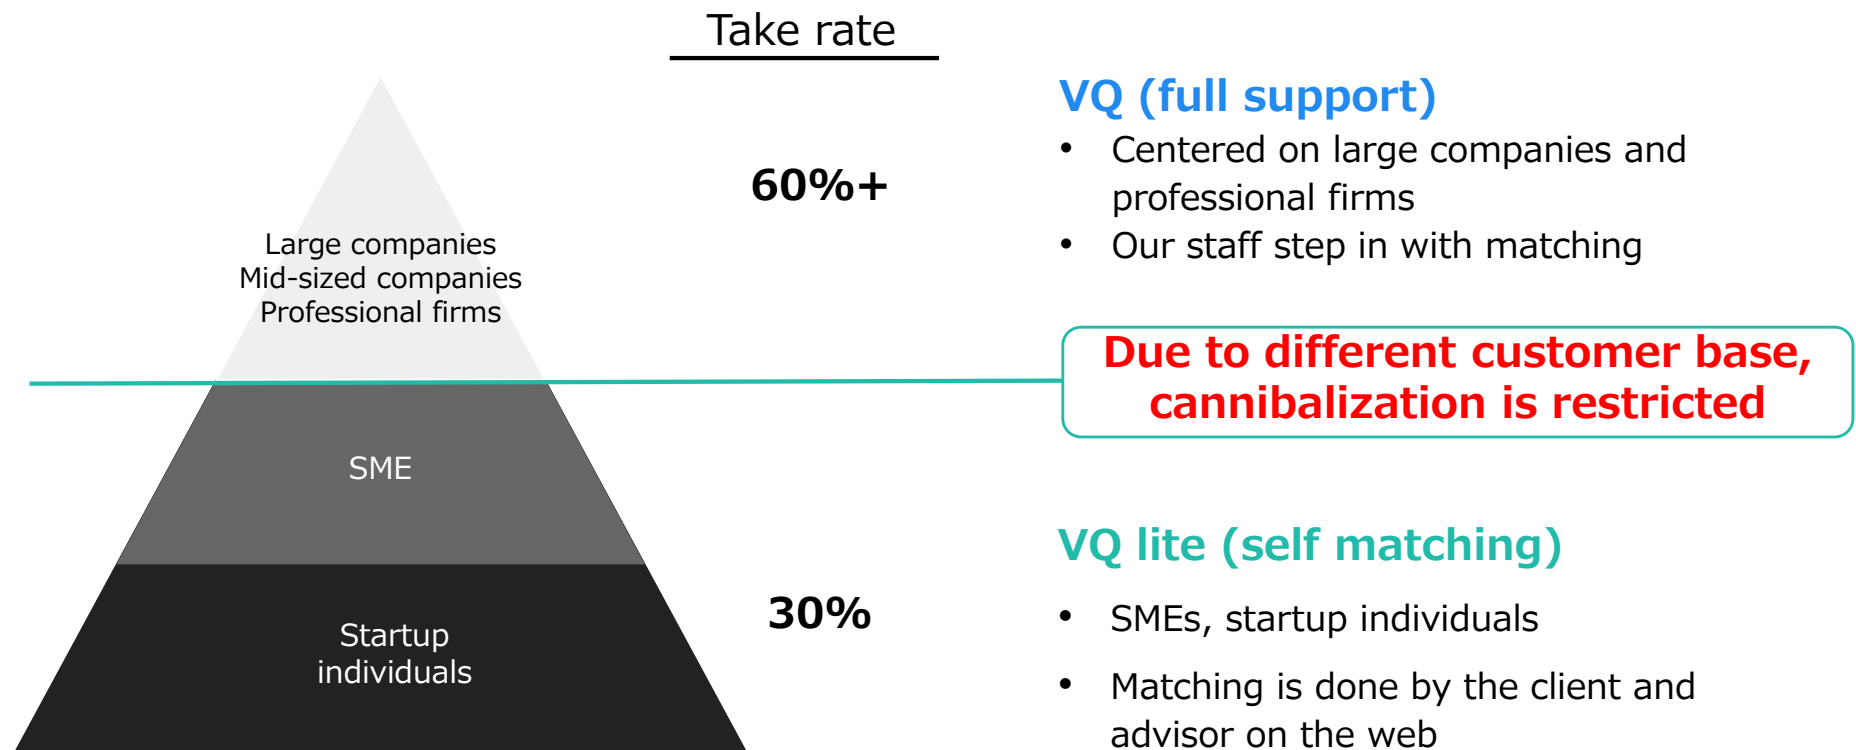 Take rate
Large companies
Mid-sized companies
Professional firms
60%+
VQ (full support)
• Centered on large companies and
professional firms
• Our staff step in with matching
Due to different customer base,
cannibalization is restricted
SME
Startup
individuals
30%
VQ lite (self matching)
• SMEs, startup individuals
• Matching is done by the client and
advisor on the web